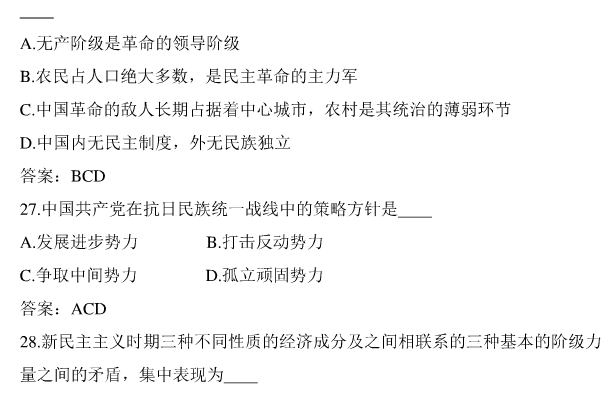 ____
A.无产阶级是革命的领导阶级
B.农民占人口绝大多数，是民主革命的主力军
C.中国革命的敌人长期占据着中心城市，农村是其统治的薄弱环节
D.中国内无民主制度，外无民族独立
答案：BCD
27.中国共产党在抗日民族统一战线中的策略方针是____
A.发展进步势力 B.打击反动势力
C.争取中间势力 D.孤立顽固势力
答案：ACD
28.新民主主义时期三种不同性质的经济成分及之间相联系的三种基本的阶级力
量之间的矛盾，集中表现为____